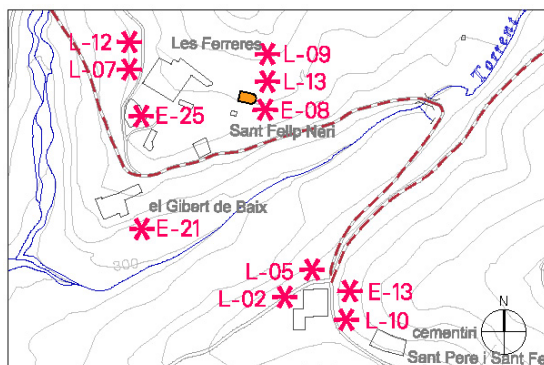 L-12
Les Ferreres
L-09
Torrent
L-07
L-13
E-25
E-08
Sant Felip Neri
el Gibert de Baix
E-21
300
L-05
L-02
E-13
L-10
N
cementiri
Sant Pere i Sant Fe